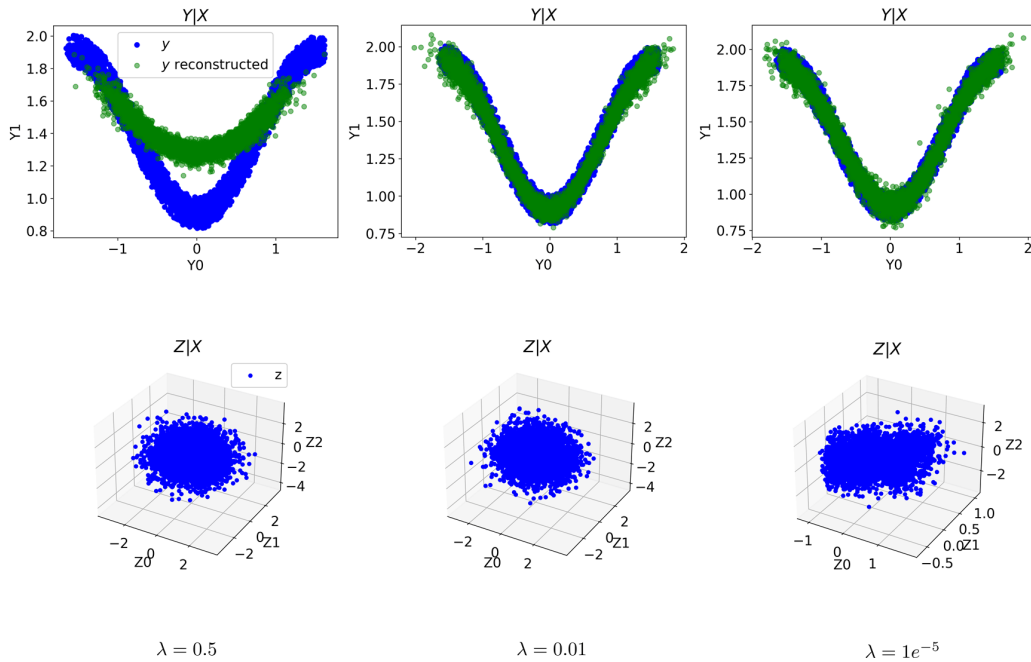 Y|X
Y|X
Y|X
y
y reconstructed
2.0
1.8
1.6
1.4
1.2
1.0
0.8
Y1
−1
0
1
Y0
2.00
1.75
1.50
1.25
1.00
0.75
Y1
−2
−1
0
1
2
Y0
2.00
1.75
1.50
1.25
1.00
0.75
Y1
−2
−1
0
1
2
Y0
Z|X
z
2
0
−2
−4
Z2
−2
0
2
Z0
−2
0
2
Z1
Z|X
2
0
−2
−4
Z2
−2
0
2
Z0
−2
0
2
Z1
Z|X
2
0
−2
Z2
−1
0
1
Z0
−0.5
0.0
0.5
1.0
Z1
λ = 0.5
λ = 0.01
λ = 1e⁻⁵